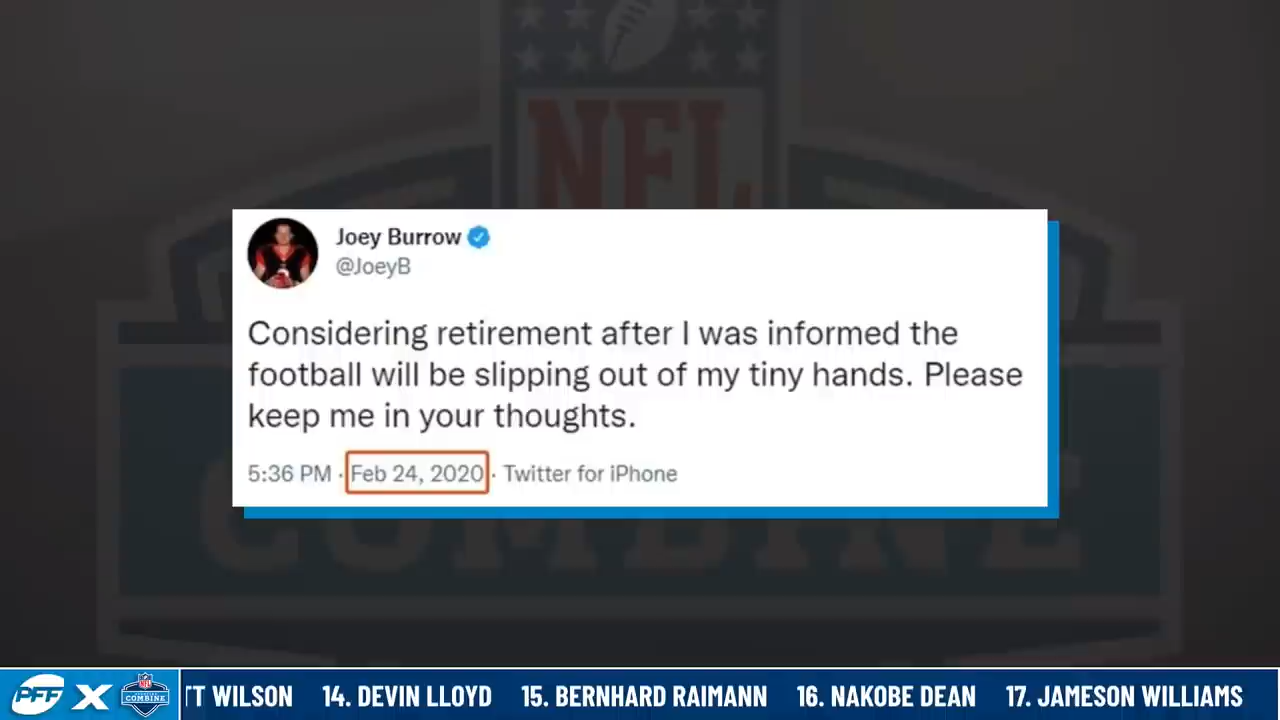 NFL
Joey Burrow
@JoeyB
Considering retirement after I was informed the
football will be slipping out of my tiny hands. Please
keep me in your thoughts.
5:36 PM · Feb 24, 2020 · Twitter for iPhone
COMBINE
PFF X NFL COMBINE TT WILSON 14. DEVIN LLOYD 15. BERNHARD RAIMANN 16. NAKOBE DEAN 17. JAMESON WILLIAMS